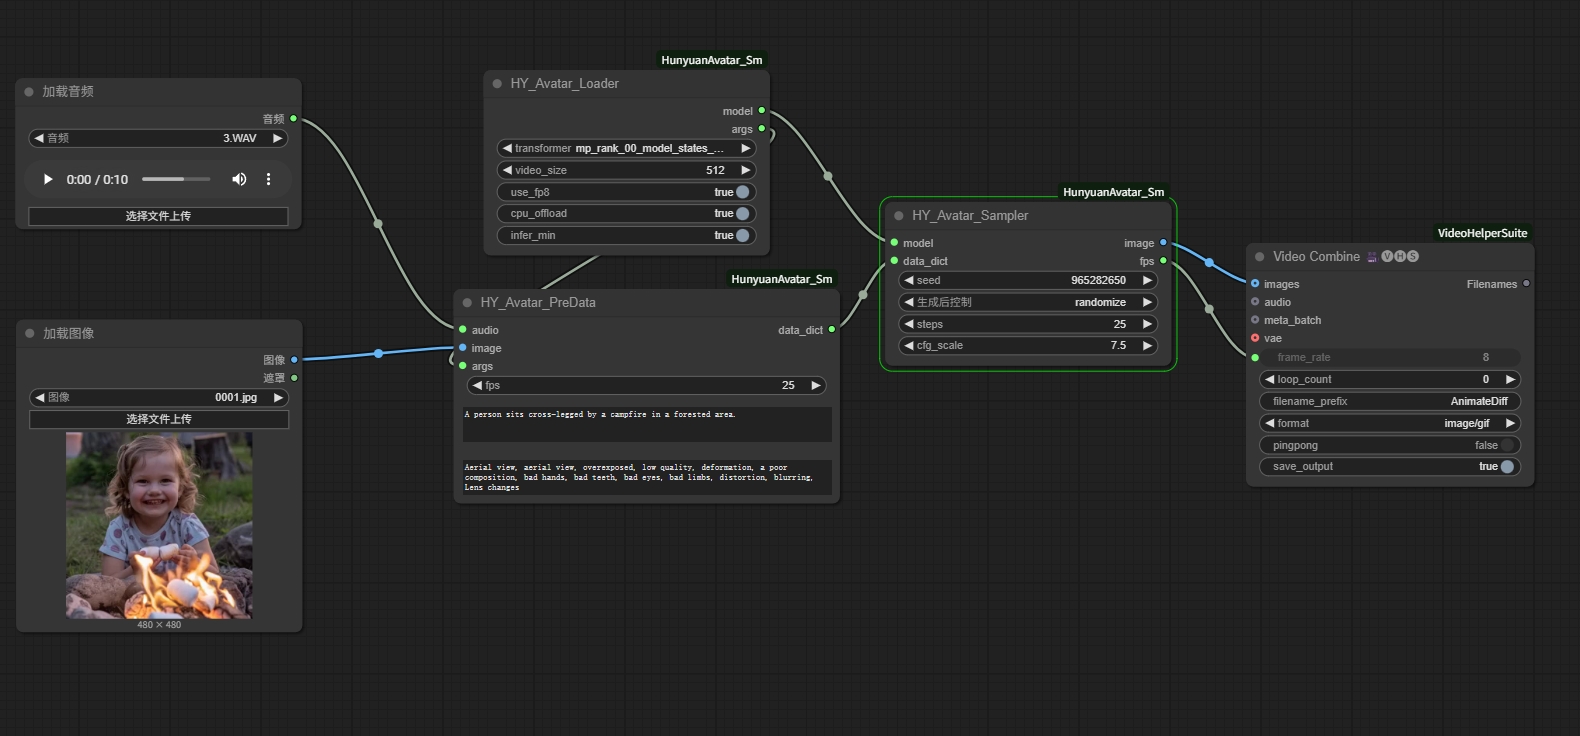 加载音频
音频
音频 3.WAV
0:00 / 0:10
选择文件上传
加载图像
图像
遮罩
图像 0001.jpg
选择文件上传
480 × 480
HunyuanAvatar_Sm
HY_Avatar_Loader
model
args
transformer mp_rank_00_model_states_...
video_size 512
use_fp8 true
cpu_offload true
infer_min true
HunyuanAvatar_Sm
HY_Avatar_PreData
audio data_dict
image
args
fps 25
A person sits cross-legged by a campfire in a forested area.
Aerial view, aerial view, overexposed, low quality, deformation, a poor
composition, bad hands, bad teeth, bad eyes, bad limbs, distortion, blurring,
Lens changes
HunyuanAvatar_Sm
HY_Avatar_Sampler
model image
data_dict fps
seed 965282650
生成后控制 randomize
steps 25
cfg_scale 7.5
VideoHelperSuite
Video Combine VHS
images Filenames
audio
meta_batch
vae
frame_rate 8
loop_count 0
filename_prefix AnimateDiff
format image/gif
pingpong false
save_output true